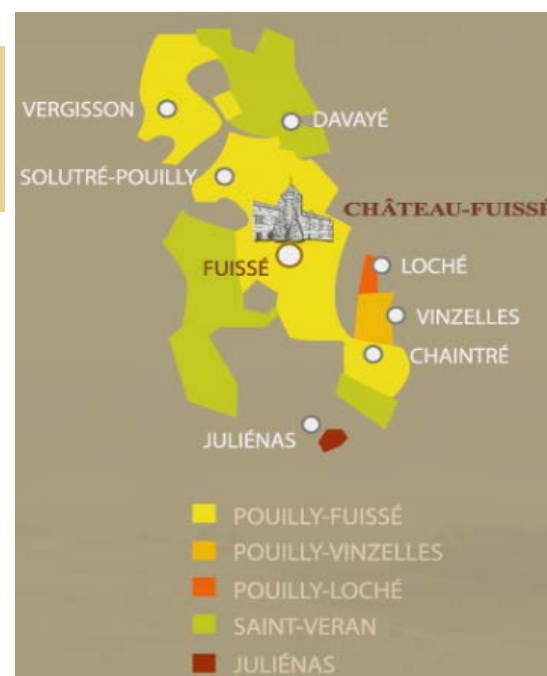 VERGISSON
DAVAYÉ
SOLUTRÉ-POUILLY
CHÂTEAU-FUISSÉ
FUISSÉ
LOCHÉ
VINZELLES
CHAINTRÉ
JULIÉNAS
POUILLY-FUISSÉ
POUILLY-VINZELLES
POUILLY-LOCHÉ
SAINT-VERAN
JULIÉNAS